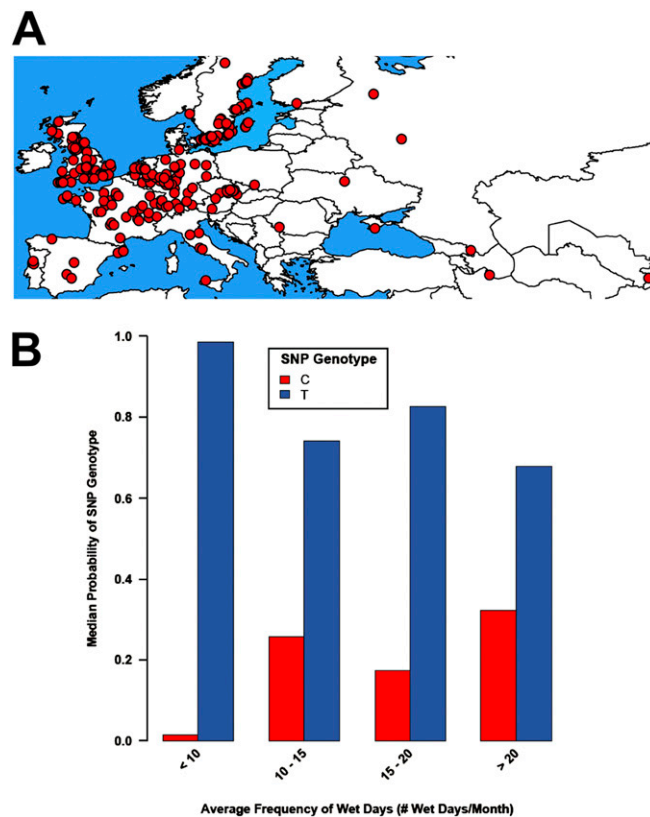 A
B
SNP Genotype
C
T
1.0
0.8
0.6
0.4
0.2
0.0
Median Probability of SNP Genotype
< 10
10 - 15
15 - 20
> 20
Average Frequency of Wet Days (# Wet Days/Month)